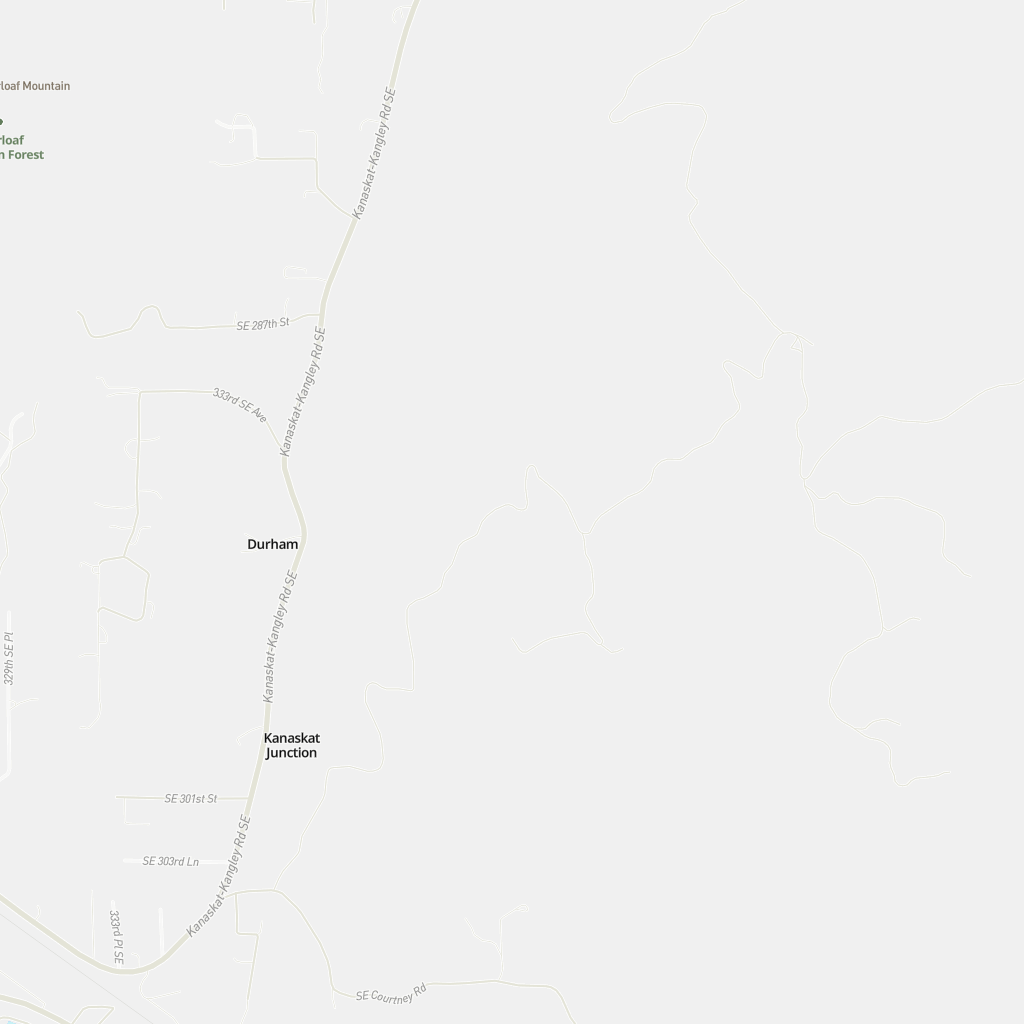 loaf Mountain
rloaf
n Forest
Kanaskat-Kangley Rd SE
SE 287th St
Kanaskat-Kangley Rd SE
333rd SE Ave
Durham
Kanaskat-Kangley Rd SE
329th SE Pl
Kanaskat
Junction
SE 301st St
Kanaskat-Kangley Rd SE
SE 303rd Ln
333rd Pl SE
SE Courtney Rd